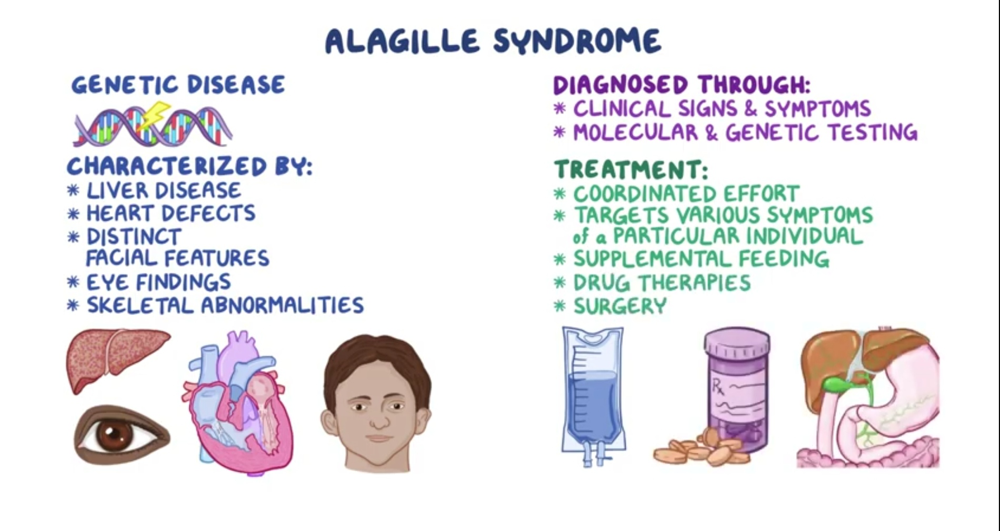 ALAGILLE SYNDROME
GENETIC DISEASE
CHARACTERIZED BY:
* LIVER DISEASE
* HEART DEFECTS
* DISTINCT
FACIAL FEATURES
* EYE FINDINGS
* SKELETAL ABNORMALITIES
DIAGNOSED THROUGH:
* CLINICAL SIGNS & SYMPTOMS
* MOLECULAR & GENETIC TESTING
TREATMENT:
* COORDINATED EFFORT
* TARGETS VARIOUS SYMPTOMS
of a PARTICULAR INDIVIDUAL
* SUPPLEMENTAL FEEDING
* DRUG THERAPIES
* SURGERY
Rx